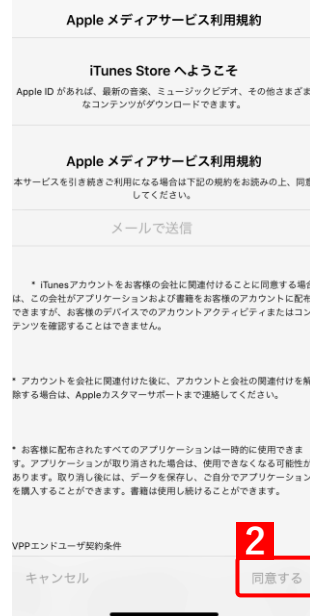 Apple メディアサービス利用規約
iTunes Store へようこそ
Apple ID があれば、最新の音楽、ミュージックビデオ、その他さまざま
なコンテンツがダウンロードできます。
Apple メディアサービス利用規約
本サービスを引き続きご利用になる場合は下記の規約をお読みの上、同意
してください。
メールで送信
* iTunesアカウントをお客様の会社に関連付けることに同意する場合
は、この会社がアプリケーションおよび書籍をお客様のアカウントに配布
できますが、お客様のデバイスでのアカウントアクティビティまたはコン
テンツを確認することはできません。
* アカウントを会社に関連付けた後に、アカウントと会社の関連付けを解
除する場合は、Appleカスタマーサポートまで連絡してください。
* お客様に配布されたすべてのアプリケーションは一時的に使用できま
す。アプリケーションが取り消された場合は、使用できなくなる可能性が
あります。取り消し後には、データを保存し、ご自分でアプリケーション
を購入することができます。書籍は使用し続けることができます。
VPPエンドユーザ契約条件
2
キャンセル
同意する